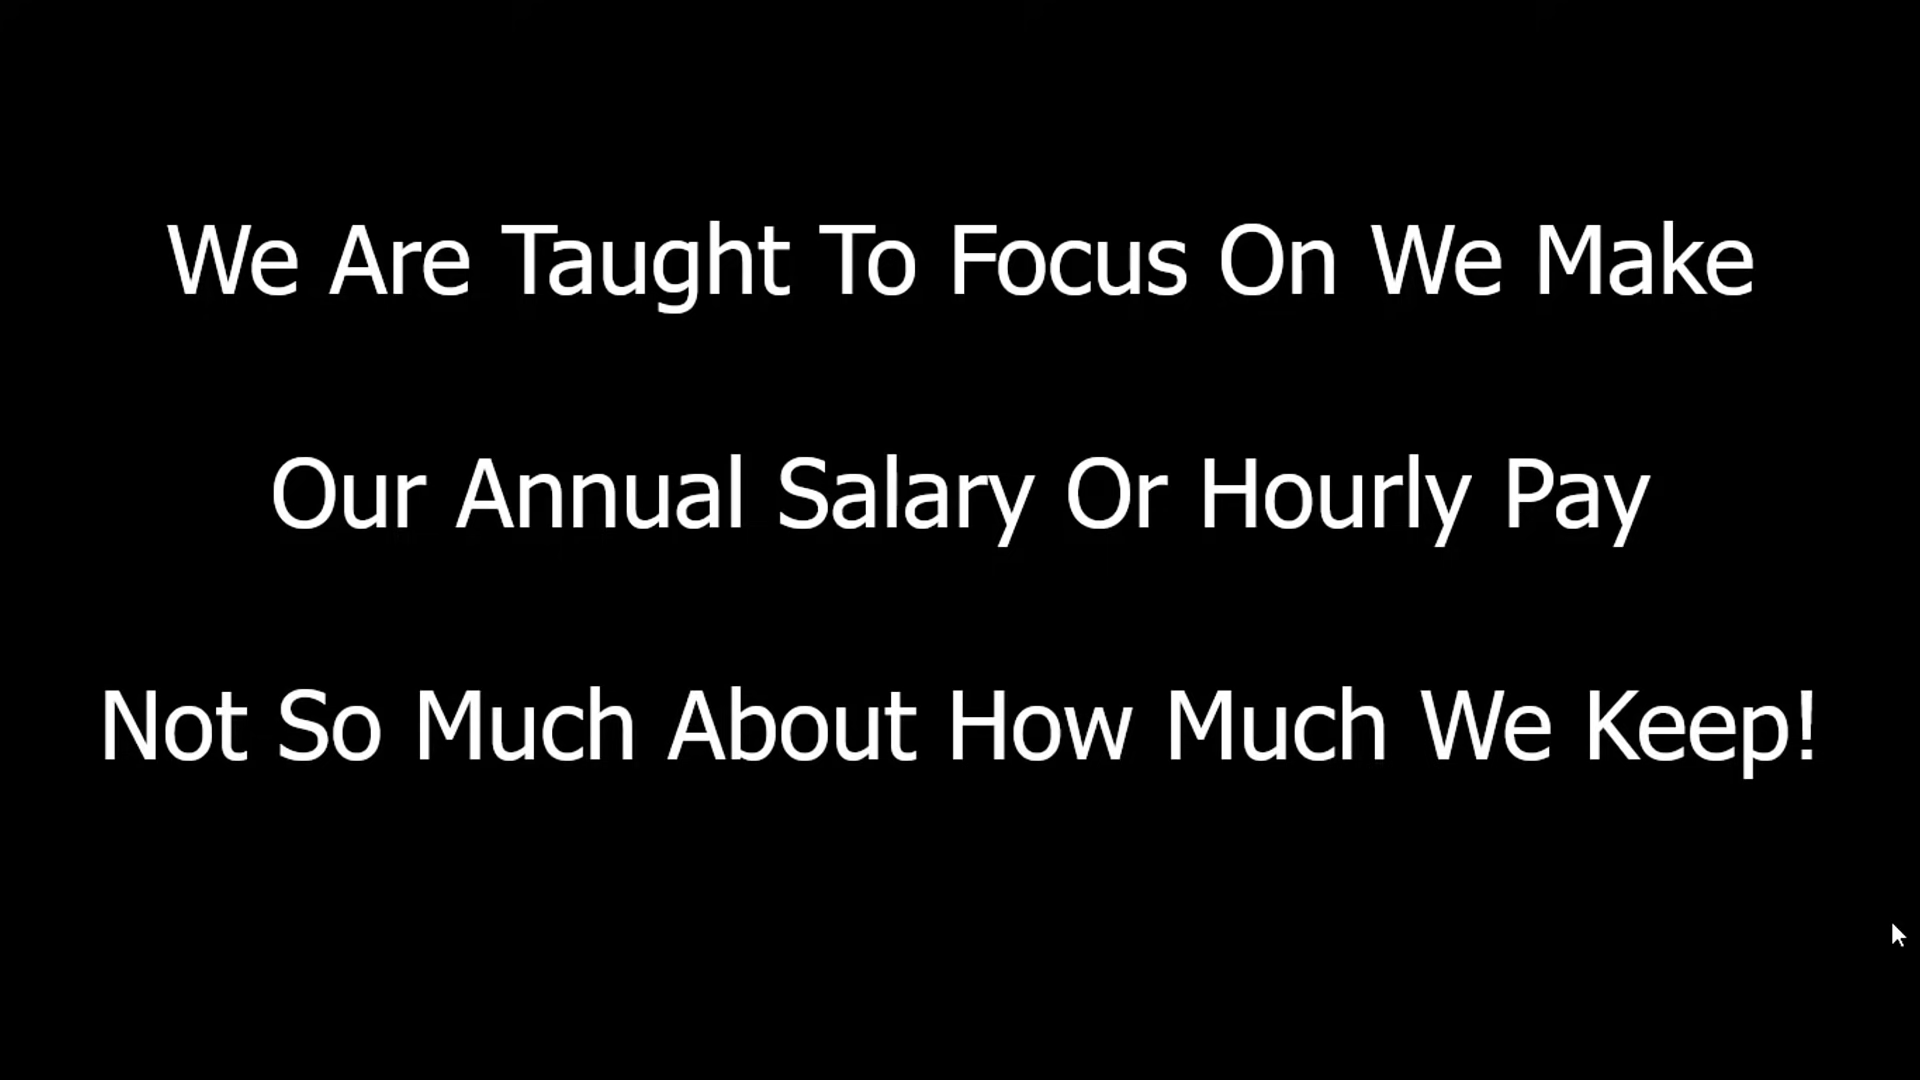 We Are Taught To Focus On We Make
Our Annual Salary Or Hourly Pay
Not So Much About How Much We Keep!